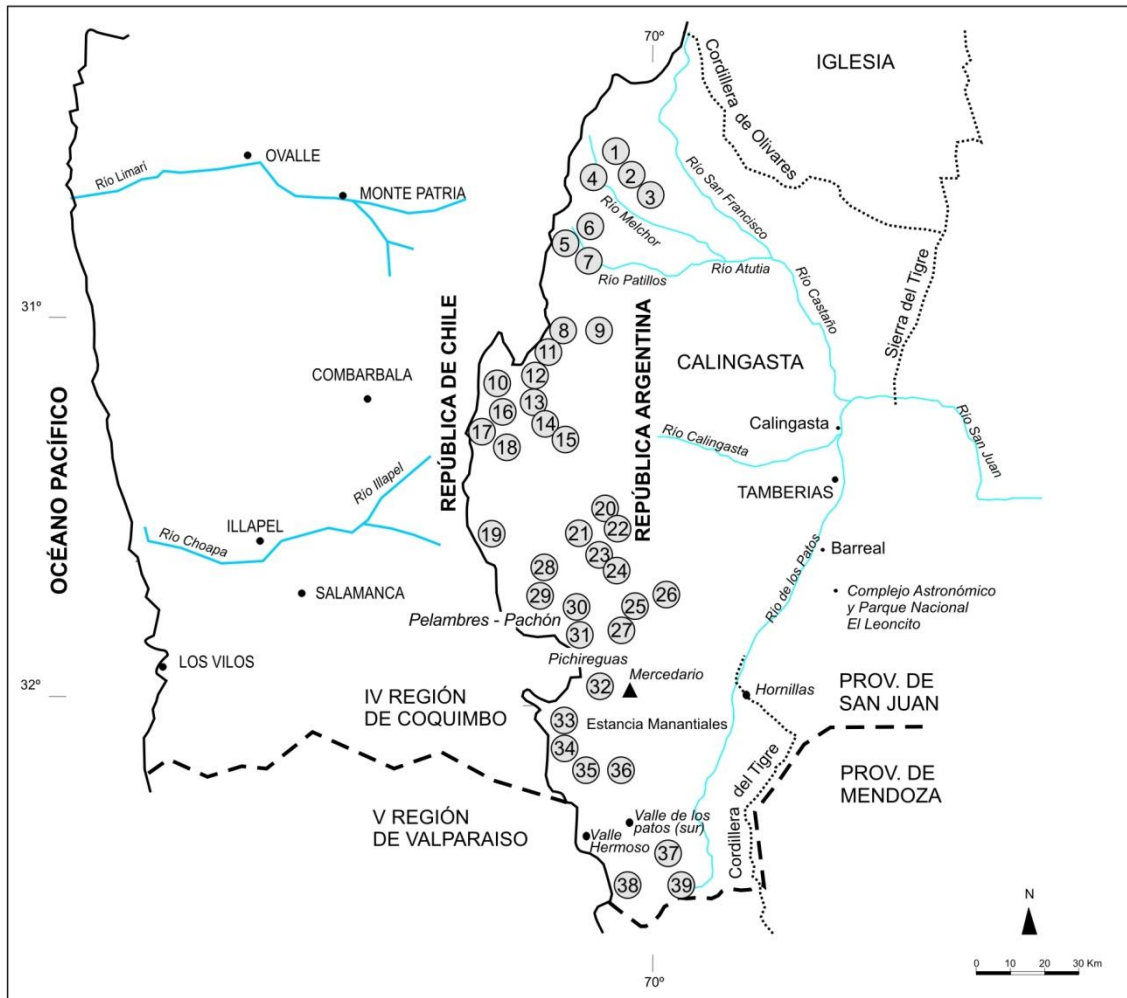 70º
IGLESIA
Cordillera de Olivares
OVALLE
Río Limarí
MONTE PATRIA
1
2
3
4
Río San Francisco
Río Melchor
5
6
7
Río Patillos
Río Atutia
Río Castaño
Sierra del Tigre
31º
OCÉANO PACÍFICO
REPÚBLICA DE CHILE
REPÚBLICA ARGENTINA
8
9
11
CALINGASTA
COMBARBALA
10
12
13
16
14
17
18
15
Calingasta
Río Calingasta
Río San Juan
TAMBERIAS
Río Illapel
ILLAPEL
Río Choapa
19
20
21
22
23
24
Barreal
Río de los Patos
Complejo Astronómico
y Parque Nacional
El Leoncito
SALAMANCA
28
29
30
25
26
27
31
Pelambres - Pachón
LOS VILOS
Pichireguas
Mercedario
32
Hornillas
32º
IV REGIÓN
DE COQUIMBO
PROV. DE
SAN JUAN
33
Estancia Manantiales
34
35
36
Cordillera del Tigre
PROV. DE
MENDOZA
V REGIÓN
DE VALPARAISO
Valle
Hermoso
Valle de los
patos (sur)
37
38
39
70º
N
0 10 20 30 Km